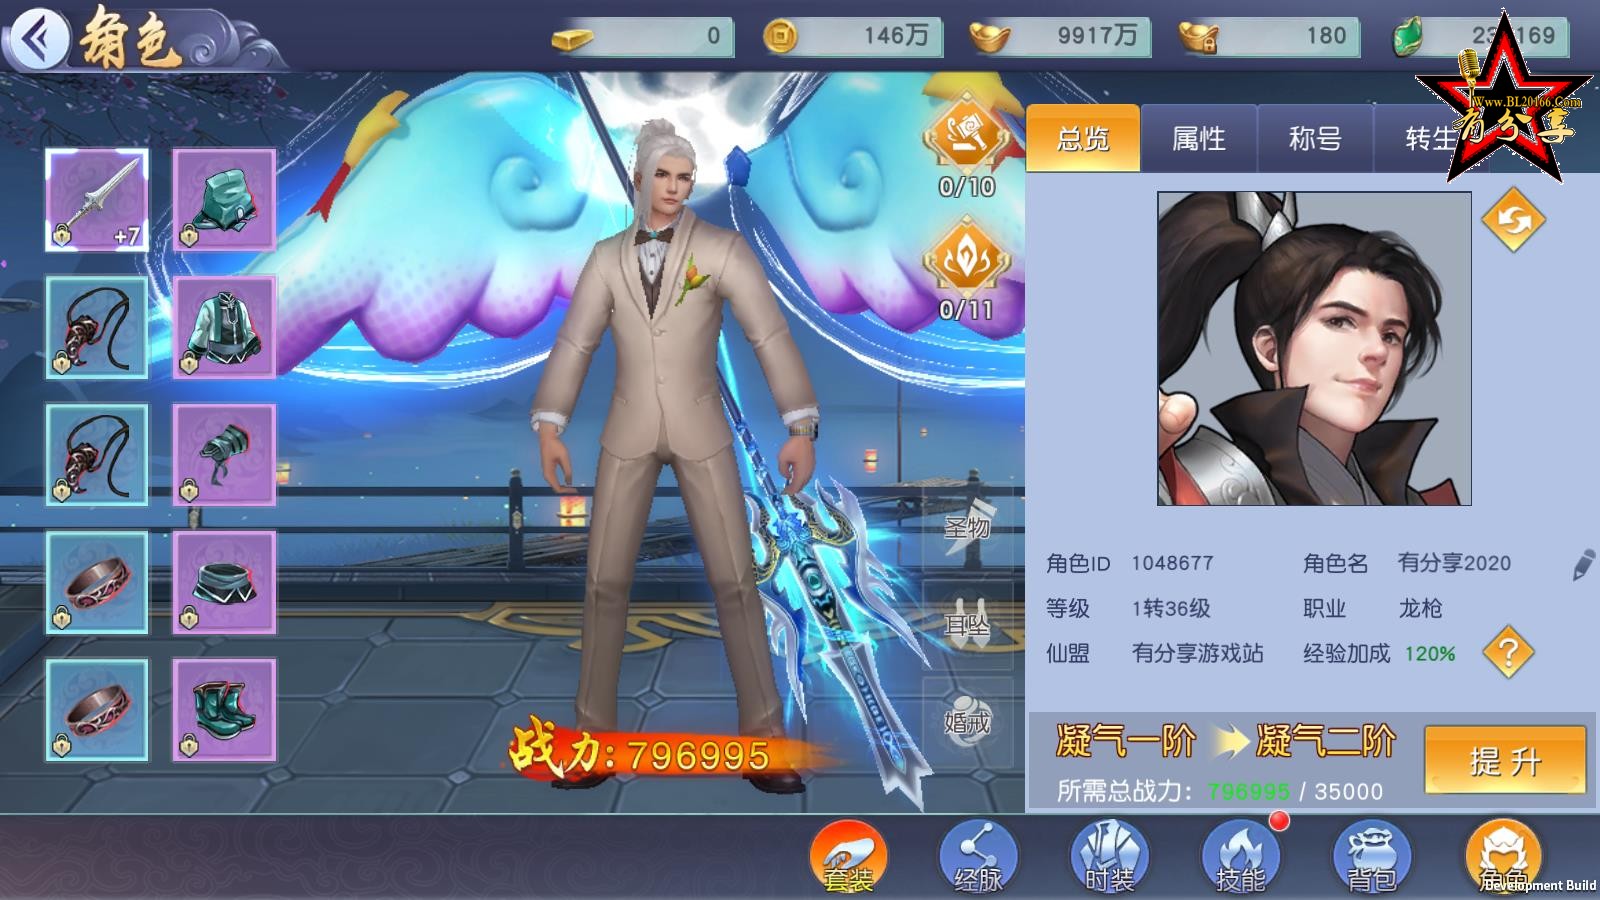 角色
0
146万
9917万
180
169
Www.BL20166.Com
有分享
总览
属性
称号
转生
+7
0/10
0/11
圣物
耳坠
婚戒
战力:796995
角色ID 1048677
角色名 有分享2020
等级 1转36级
职业 龙枪
仙盟 有分享游戏站
经验加成 120%
?
凝气一阶 凝气二阶
提升
所需总战力: 796995 / 35000
套装
经脉
时装
技能
背包
角色
Development Build